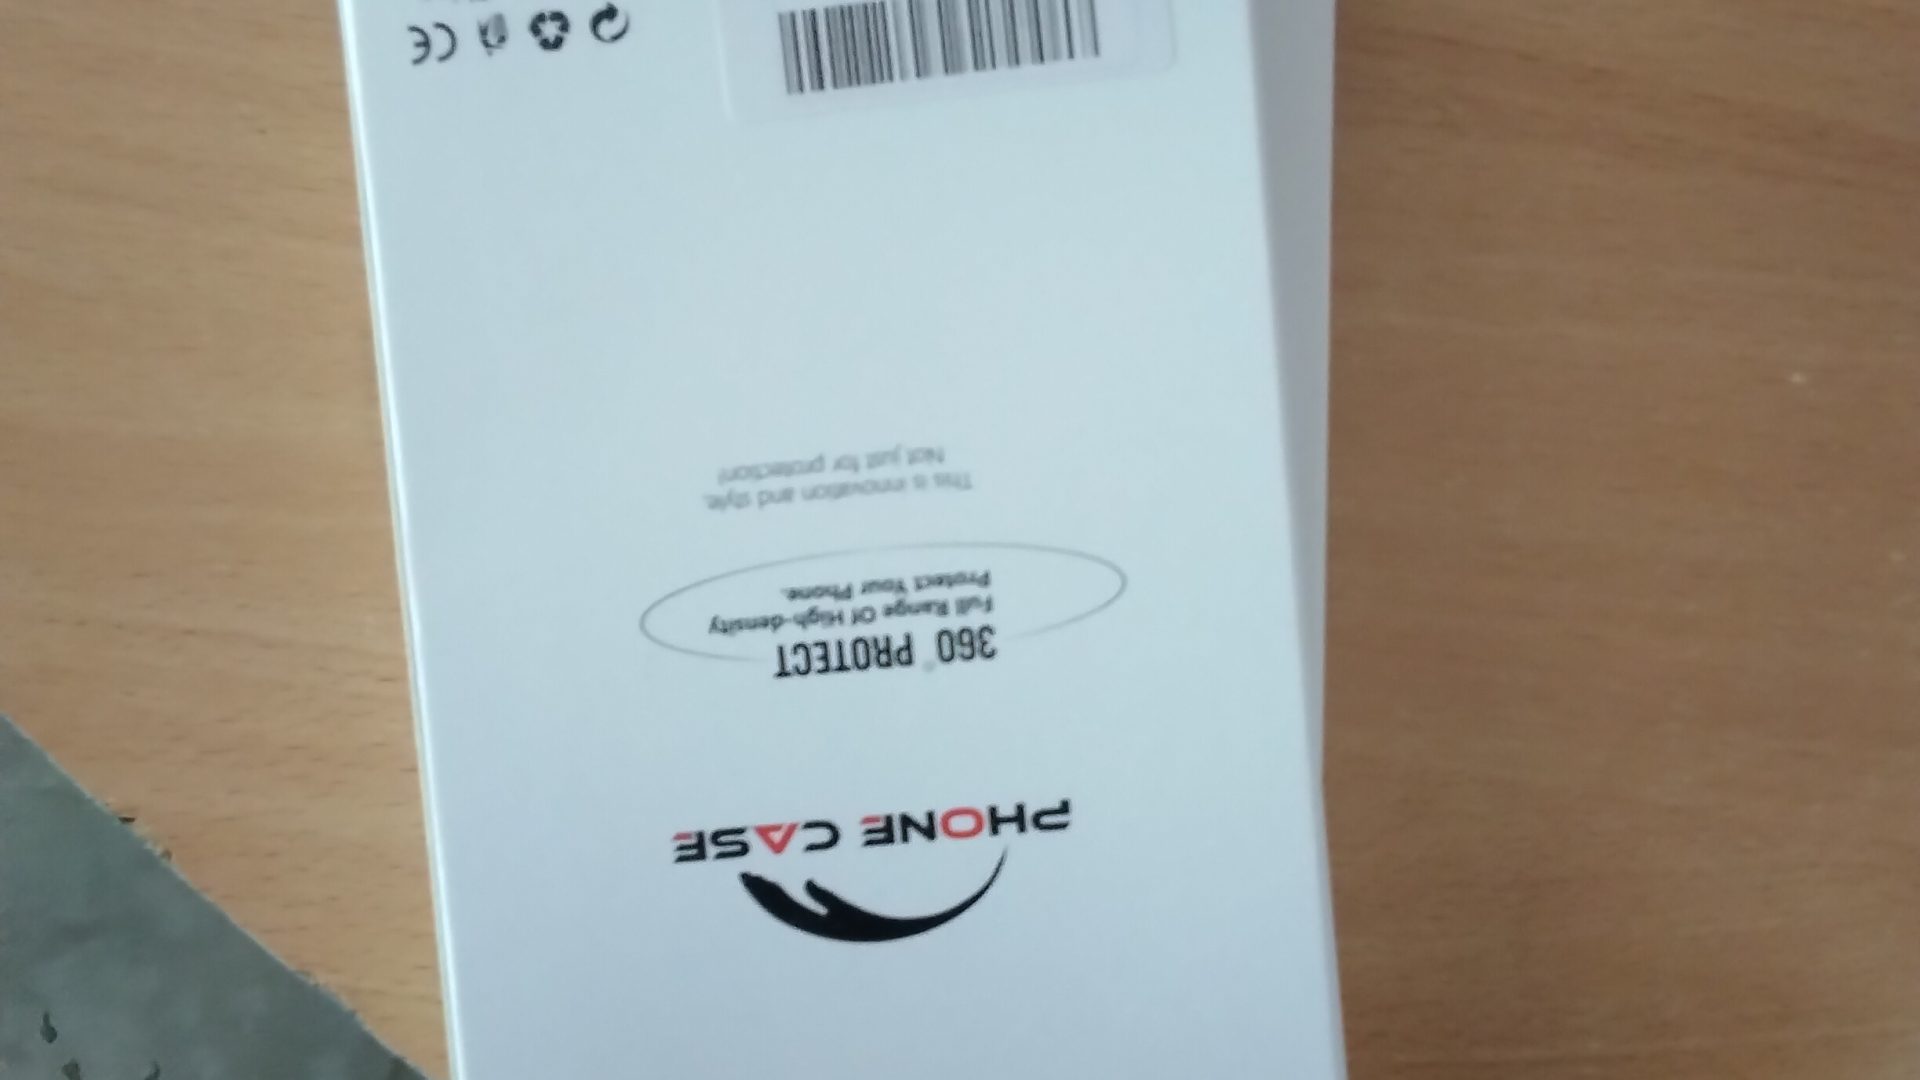 PHONE CASE
360° PROTECT
Full Range Of High-density
Protect Your Phone.
This is innovation and style,
Not just for protection!
CE